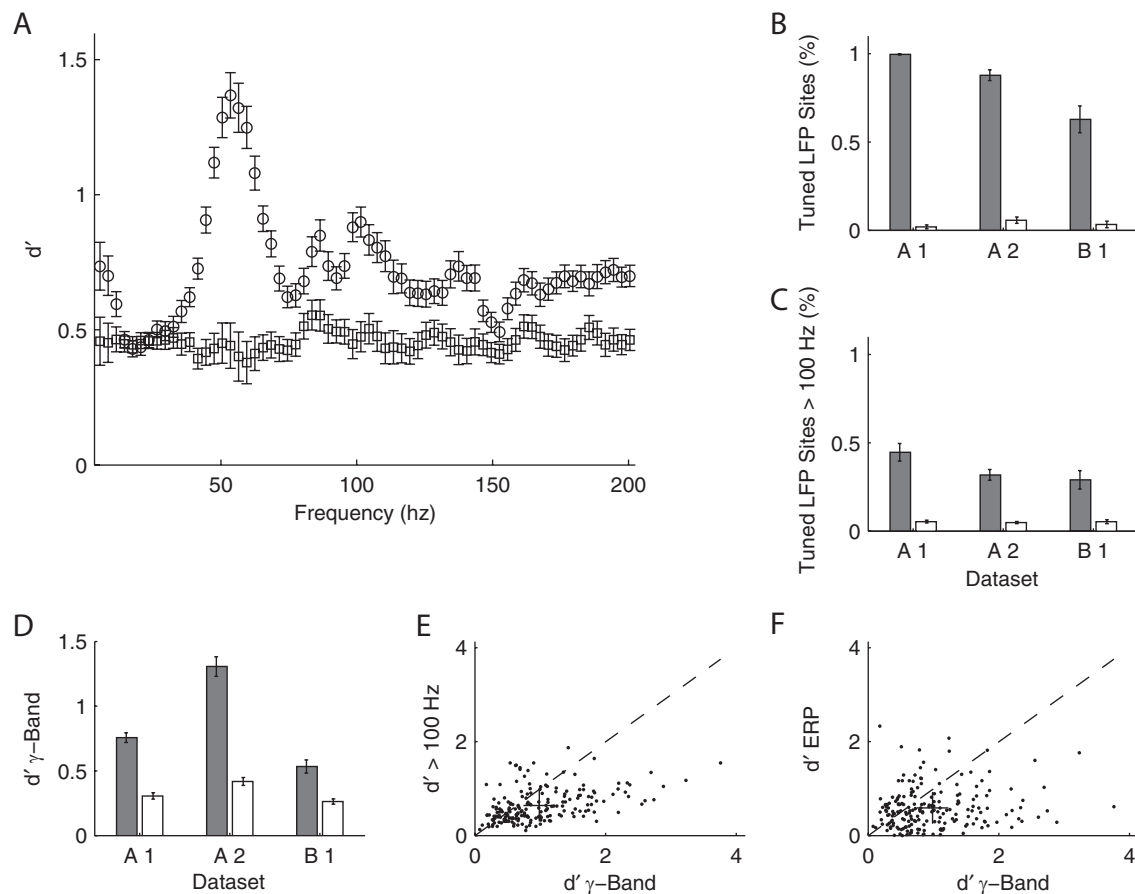 A
1.5
1
0.5
0
d′
50
100
150
200
Frequency (hz)
B
Tuned LFP Sites (%)
1
0.5
0
A 1
A 2
B 1
C
Tuned LFP Sites > 100 Hz (%)
1
0.5
0
A 1
A 2
B 1
Dataset
D
d′ γ−Band
1.5
1
0.5
0
A 1
A 2
B 1
Dataset
E
d′ > 100 Hz
4
2
0
0
2
4
d′ γ−Band
F
d′ ERP
4
2
0
0
2
4
d′ γ−Band